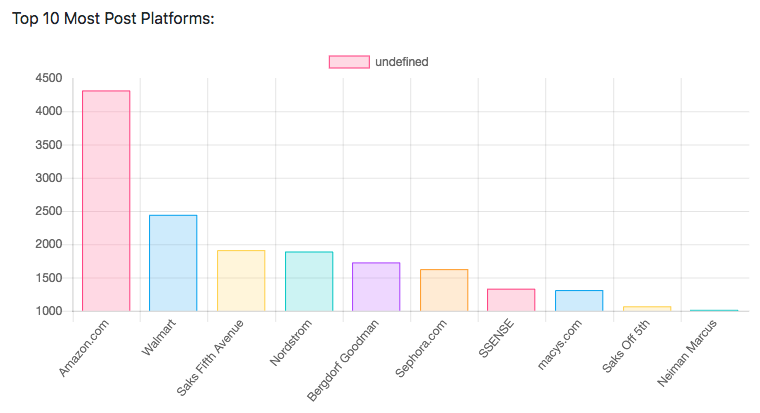 Top 10 Most Post Platforms:
undefined
4500
4000
3500
3000
2500
2000
1500
1000
Amazon.com
Walmart
Saks Fifth Avenue
Nordstrom
Bergdorf Goodman
Sephora.com
SSENSE
macys.com
Saks Off 5th
Neiman Marcus